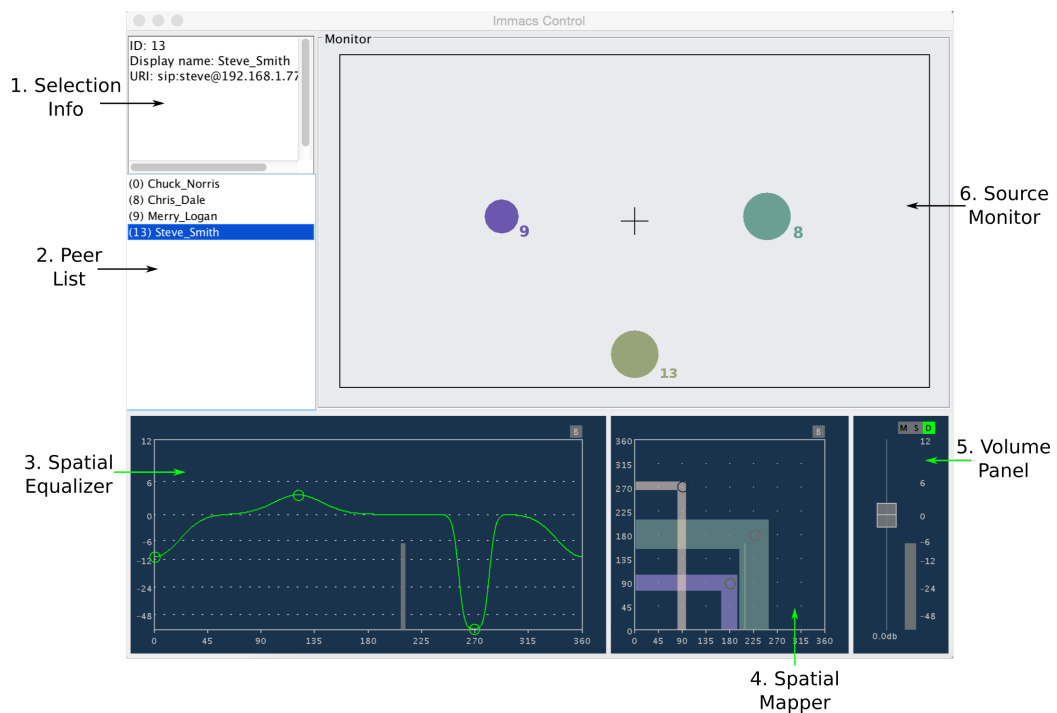 Immacs Control
1. Selection
Info
ID: 13
Display name: Steve_Smith
URI: sip:steve@192.168.1.77
Monitor
(0) Chuck_Norris
(8) Chris_Dale
(9) Merry_Logan
(13) Steve_Smith
2. Peer
List
9
8
13
6. Source
Monitor
3. Spatial
Equalizer
B
12
6
0
-6
-12
-24
-48
0 45 90 135 180 225 270 315 360
B
360
315
270
225
180
135
90
45
0
0 45 90 135 180 225 270 315 360
4. Spatial
Mapper
M S D
12
6
0
-6
-12
-24
-48
0.0db
5. Volume
Panel